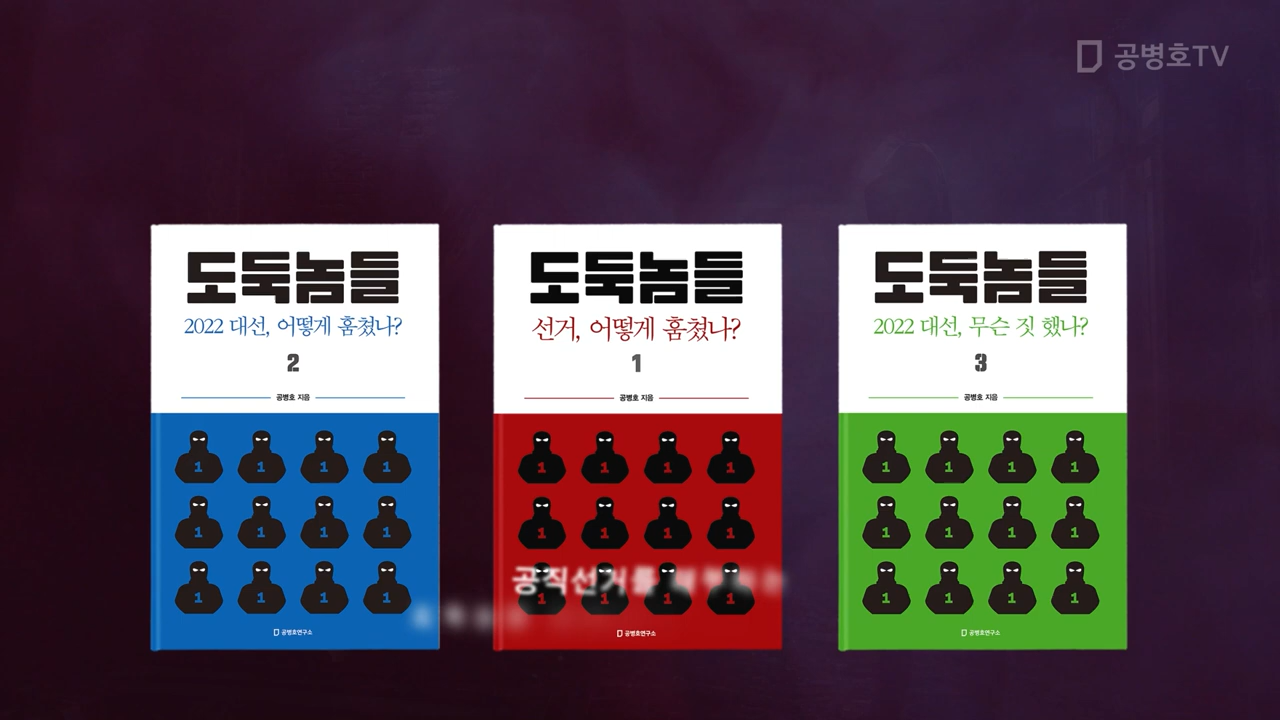 공병호TV
도둑놈들
2022 대선, 어떻게 훔쳤나?
2
공병호 지음
1 1 1 1
1 1 1 1
1 1 1 1
공병호연구소
도둑놈들
선거, 어떻게 훔쳤나?
1
공병호 지음
1 1 1 1
1 1 1 1
1 1 1 1
공병호연구소
도둑놈들
2022 대선, 무슨 짓 했나?
3
공병호 지음
1 1 1 1
1 1 1 1
1 1 1 1
공병호연구소
공직선거를